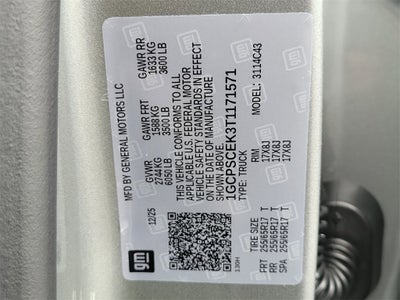 MFD BY GENERAL MOTORS LLC
GVWR GAWR FRT GAWR RR
2744 KG 1588 KG 1633 KG
6050 LB 3500 LB 3600 LB
THIS VEHICLE CONFORMS TO ALL
APPLICABLE U.S. FEDERAL MOTOR
VEHICLE SAFETY STANDARDS IN EFFECT
ON THE DATE OF MANUFACTURE
SHOWN ABOVE.
1GCPSCEK3T1171571
TYPE: TRUCK MODEL: 3114C43
12/25
gm
TIRE SIZE RIM
FRT 255/65R17 T 17X8J
RR 255/65R17 T 17X8J
SPA 255/65R17 T 17X8J